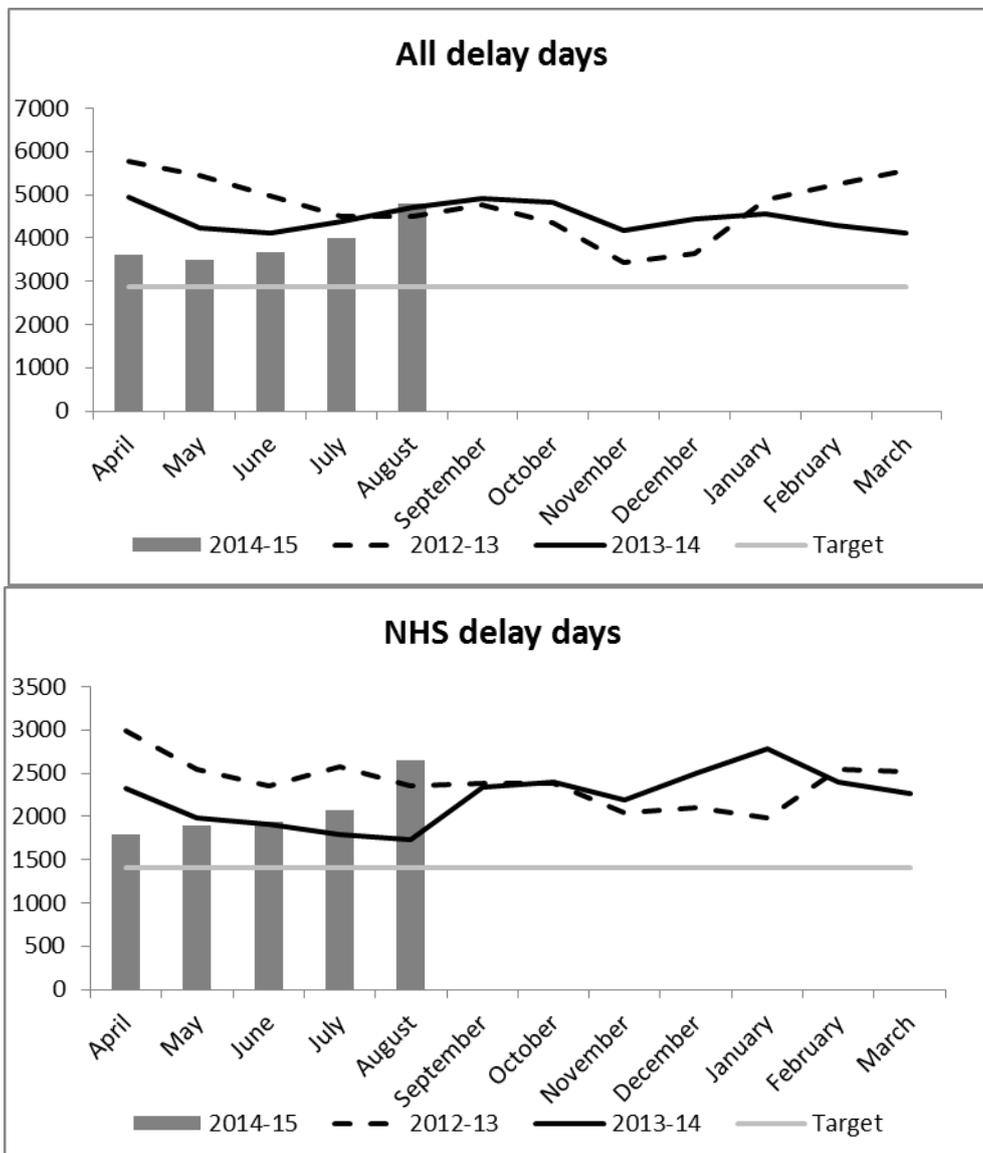 All delay days
7000
6000
5000
4000
3000
2000
1000
0
April
May
June
July
August
September
October
November
December
January
February
March
2014-15 2012-13 2013-14 Target
NHS delay days
3500
3000
2500
2000
1500
1000
500
0
April
May
June
July
August
September
October
November
December
January
February
March
2014-15 2012-13 2013-14 Target